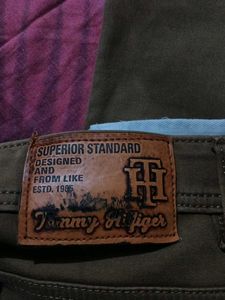 SUPERIOR STANDARD
DESIGNED
AND
FROM LIKE
ESTD. 1985
TH
Tommy Hilfiger